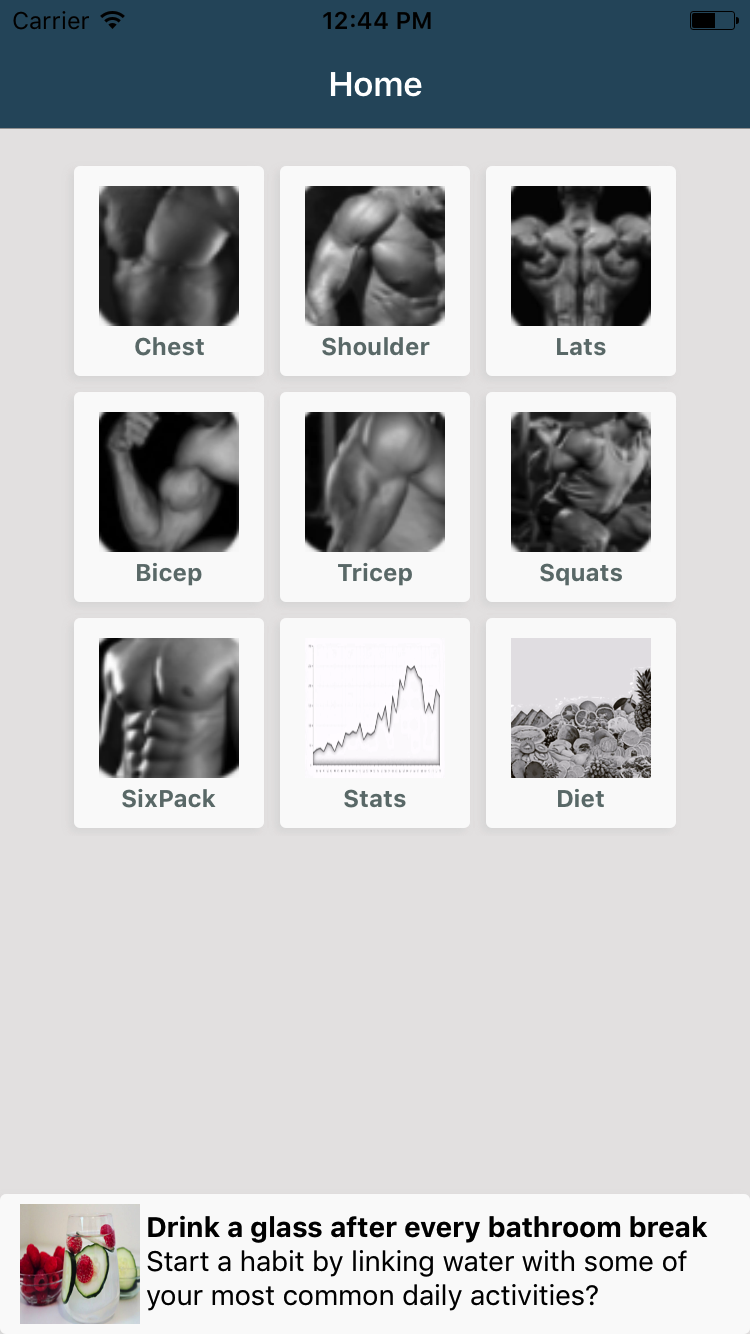 Carrier 12:44 PM
Home
Chest Shoulder Lats
Bicep Tricep Squats
SixPack Stats Diet
Drink a glass after every bathroom break
Start a habit by linking water with some of
your most common daily activities?